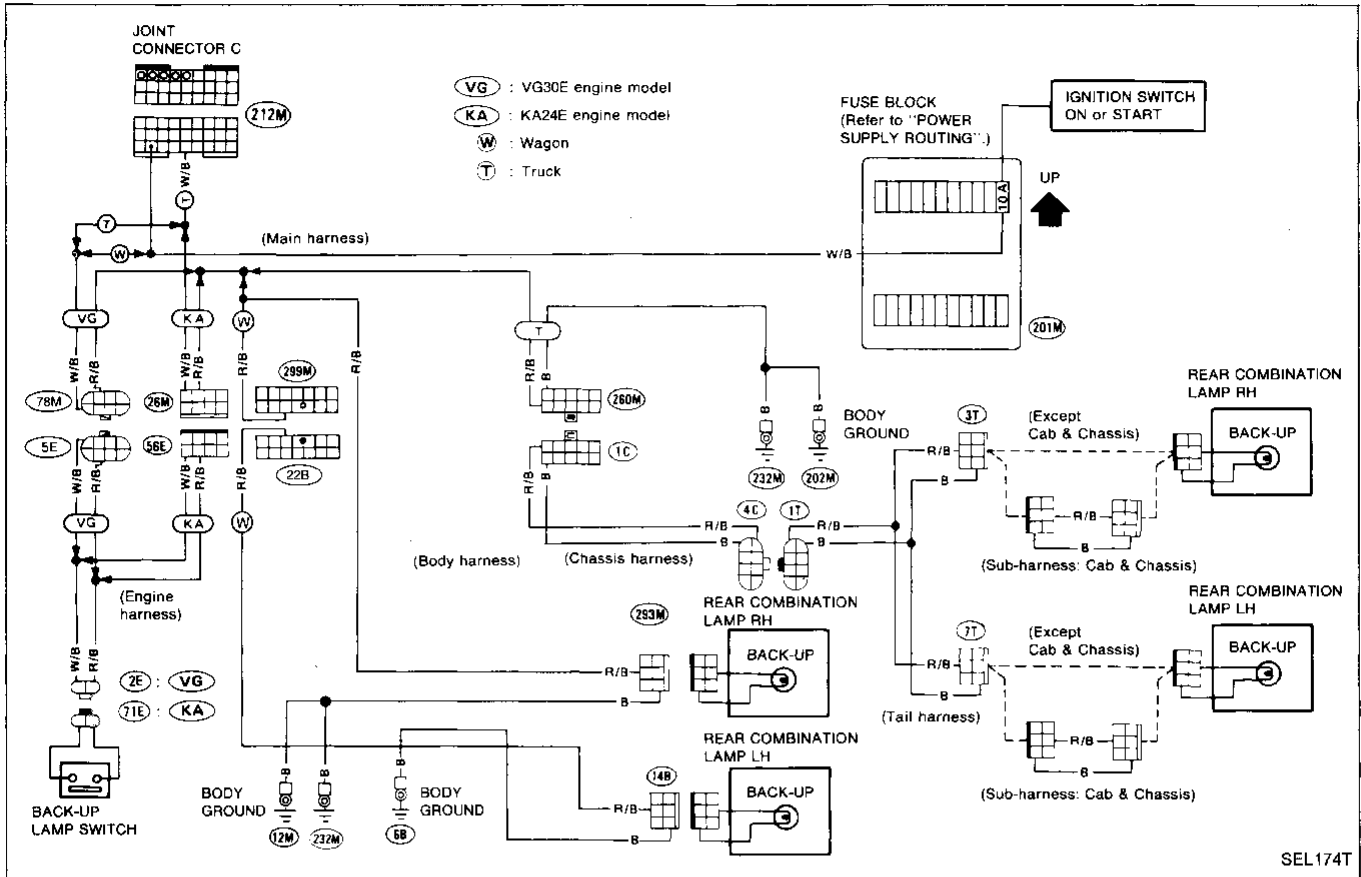 JOINT
CONNECTOR C
212M
VG : VG30E engine model
KA : KA24E engine model
W : Wagon
T : Truck
FUSE BLOCK
(Refer to "POWER
SUPPLY ROUTING".)
IGNITION SWITCH
ON or START
10A
UP
W/B
201M
W/B
T
T
W
(Main harness)
VG
KA
W
T
W/B
R/B
W/B
R/B
R/B
R/B
R/B
B
78M
26M
299M
260M
5E
56E
22B
1C
W/B
R/B
W/B
R/B
R/B
R/B
B
VG
KA
W
B
B
232M
202M
BODY
GROUND
(Body harness)
(Chassis harness)
R/B
B
4C
1T
R/B
B
REAR COMBINATION
LAMP RH
3T
(Except
Cab & Chassis)
BACK-UP
R/B
B
R/B
B
(Sub-harness: Cab & Chassis)
REAR COMBINATION
LAMP LH
7T
(Except
Cab & Chassis)
BACK-UP
R/B
B
(Tail harness)
R/B
B
(Sub-harness: Cab & Chassis)
(Engine
harness)
W/B
R/B
2E : VG
71E : KA
BACK-UP
LAMP SWITCH
293M
REAR COMBINATION
LAMP RH
BACK-UP
R/B
B
REAR COMBINATION
LAMP LH
14B
BACK-UP
R/B
B
BODY
GROUND
B
B
12M
232M
B
BODY
GROUND
6B
SEL174T